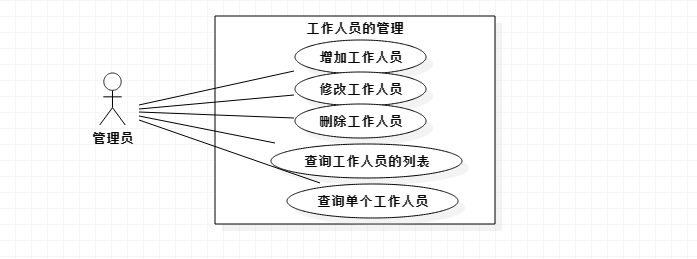 工作人员的管理
增加工作人员
修改工作人员
删除工作人员
管理员
查询工作人员的列表
查询单个工作人员